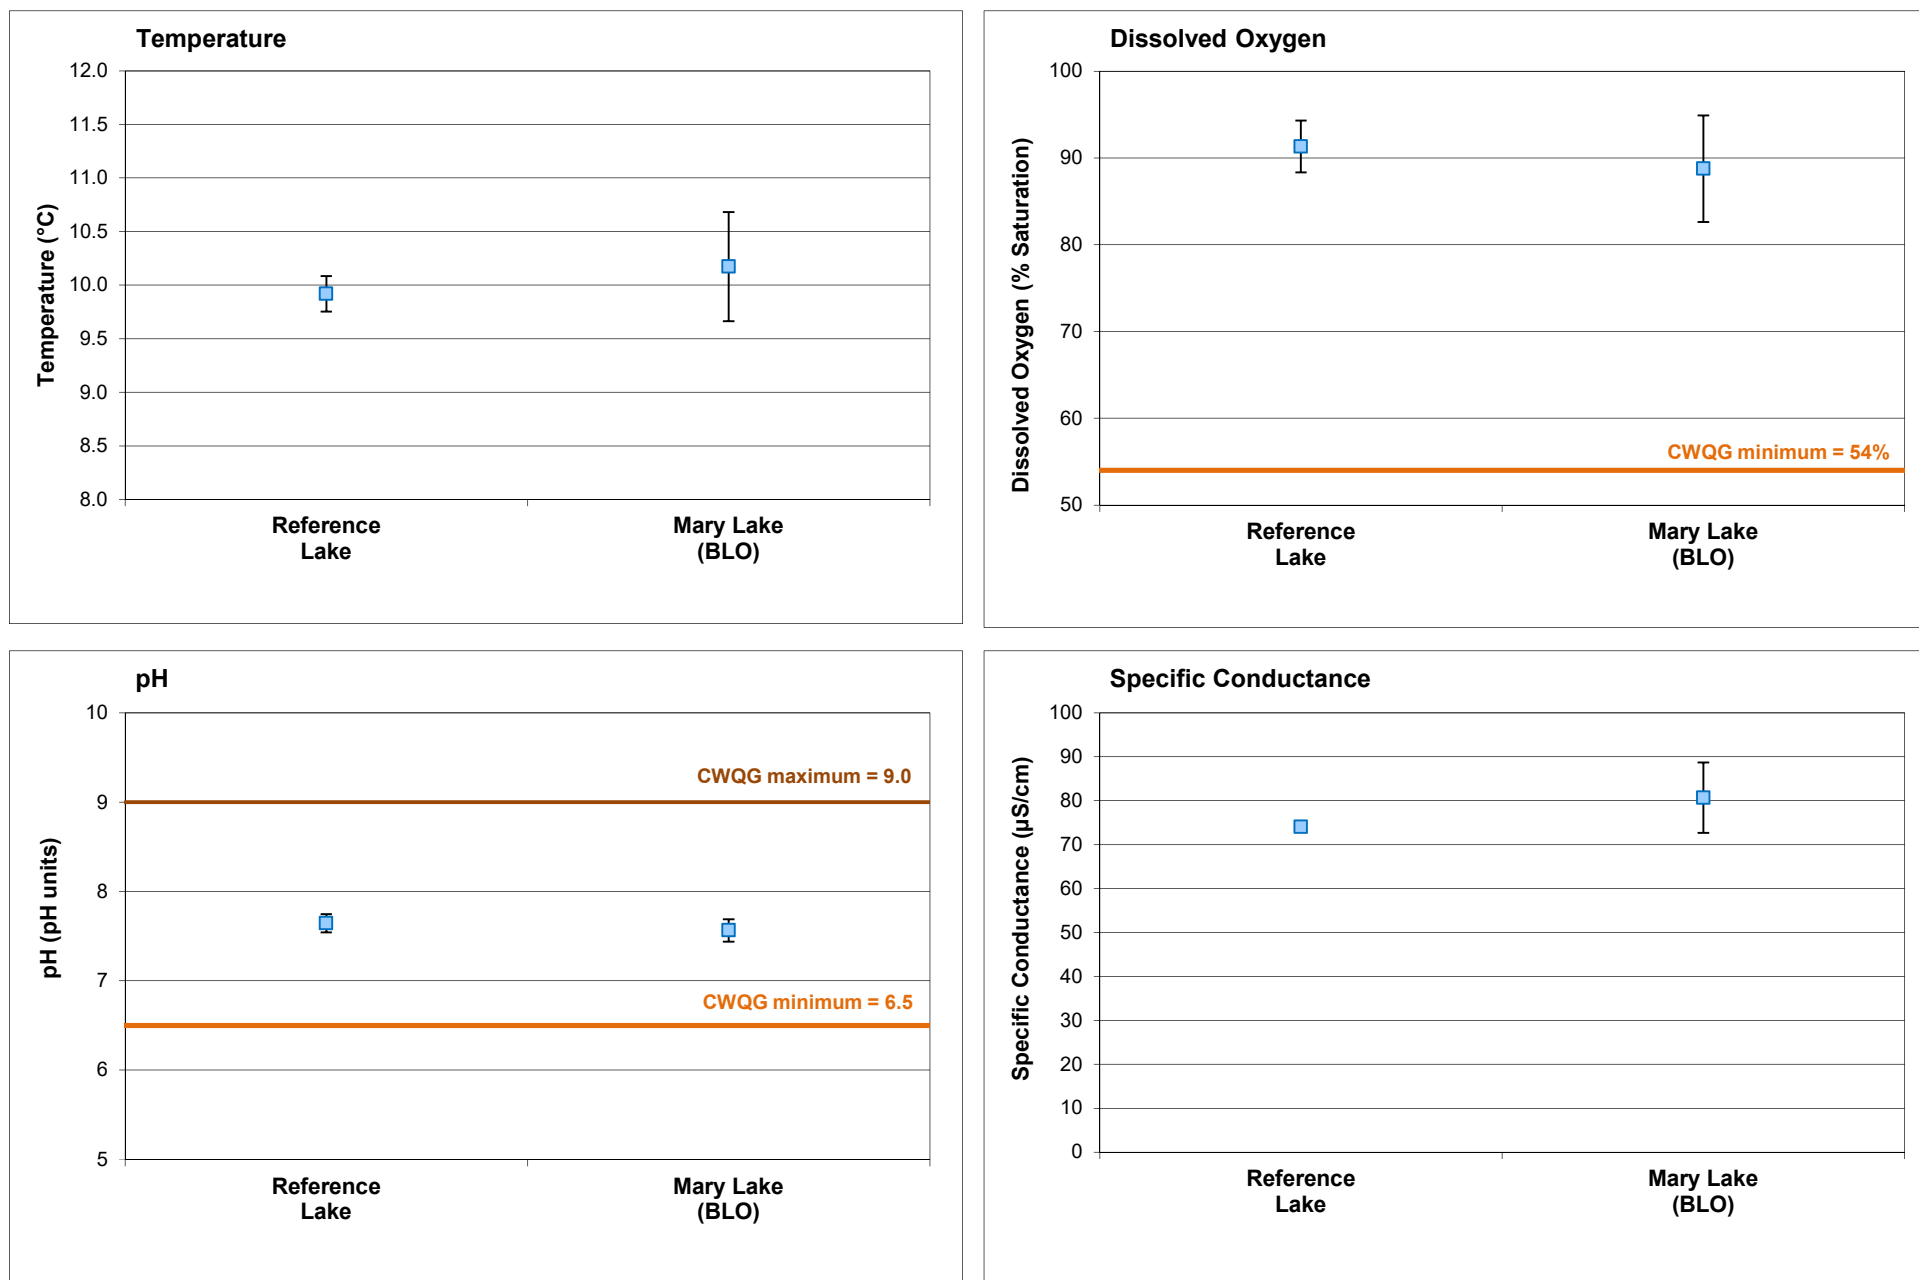 Temperature
Temperature (°C)
12.0
11.5
11.0
10.5
10.0
9.5
9.0
8.5
8.0
Reference
Lake
Mary Lake
(BLO)
Dissolved Oxygen
Dissolved Oxygen (% Saturation)
100
90
80
70
60
50
CWQG minimum = 54%
Reference
Lake
Mary Lake
(BLO)
pH
pH (pH units)
10
9
8
7
6
5
CWQG maximum = 9.0
CWQG minimum = 6.5
Reference
Lake
Mary Lake
(BLO)
Specific Conductance
Specific Conductance (µS/cm)
100
90
80
70
60
50
40
30
20
10
0
Reference
Lake
Mary Lake
(BLO)